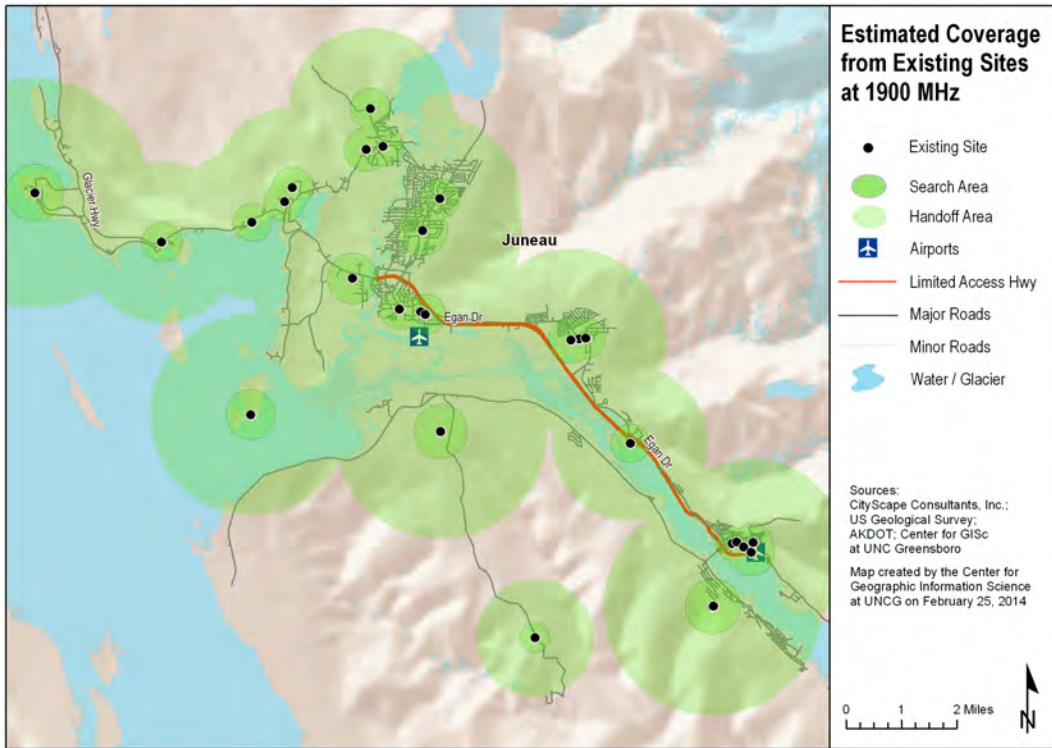 Glacier Hwy
Juneau
Egan Dr
Egan Dr
Estimated Coverage
from Existing Sites
at 1900 MHz
Existing Site
Search Area
Handoff Area
Airports
Limited Access Hwy
Major Roads
Minor Roads
Water / Glacier
Sources:
CityScape Consultants, Inc.;
US Geological Survey;
AKDOT; Center for GISc
at UNC Greensboro
Map created by the Center for
Geographic Information Science
at UNCG on February 25, 2014
0 1 2 Miles
N